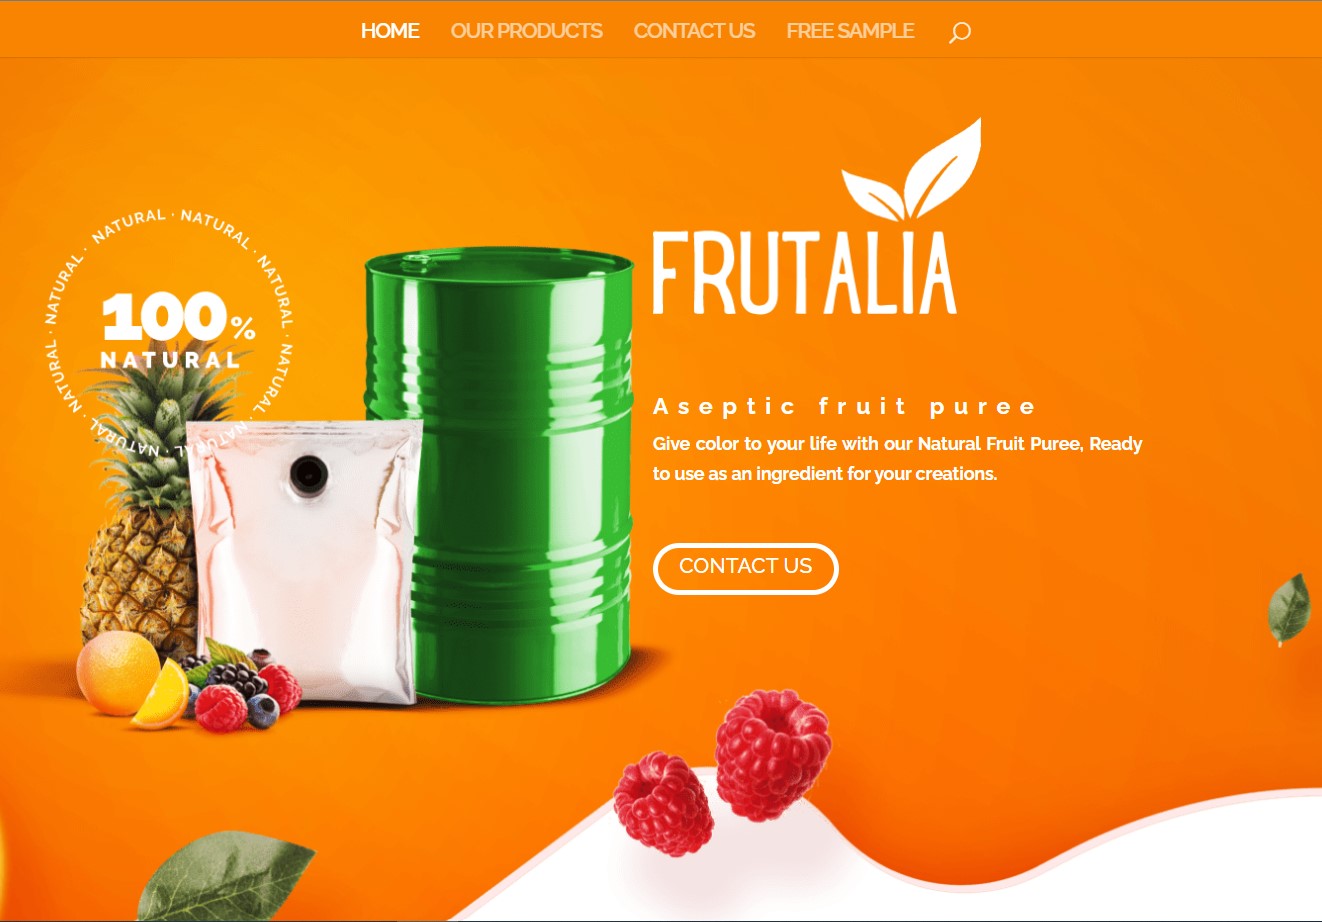 HOME OUR PRODUCTS CONTACT US FREE SAMPLE
NATURAL · NATURAL · NATURAL · NATURAL · NATURAL · NATURAL · NATURAL · NATURAL ·
100%
NATURAL
FRUTALIA
Aseptic fruit puree
Give color to your life with our Natural Fruit Puree, Ready
to use as an ingredient for your creations.
CONTACT US